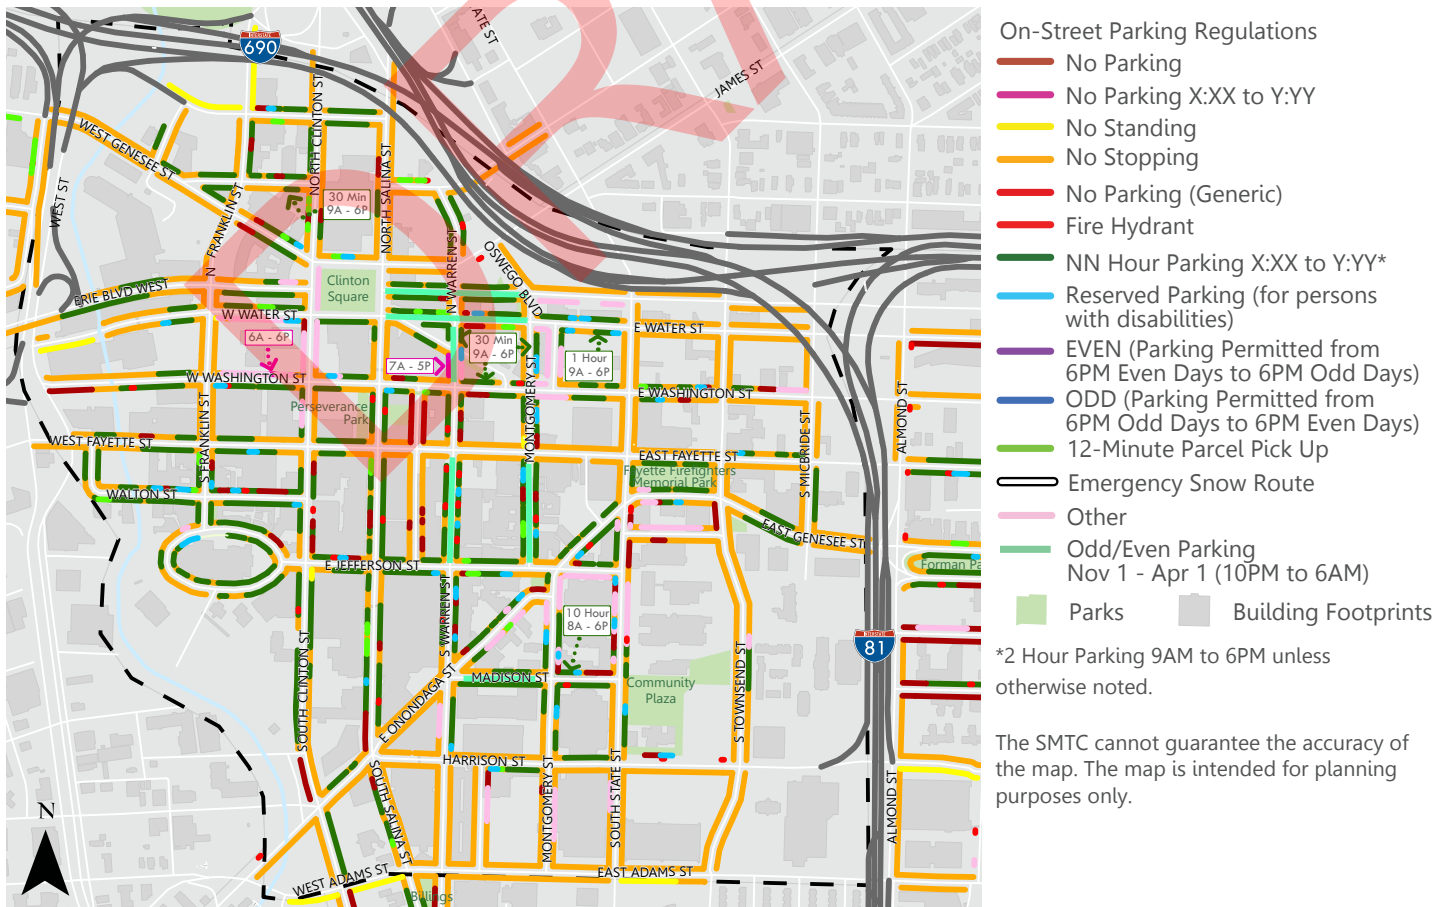 690
ATE ST
JAMES ST
NORTH CLINTON ST
WEST GENESEE ST
WEST ST
NORTH SALINA ST
N FRANKLIN ST
30 Min
9A - 6P
N WARREN ST
OSWEGO BLVD
ERIE BLVD WEST
Clinton
Square
W WATER ST
E WATER ST
6A - 6P
7A - 5P
30 Min
9A - 6P
1 Hour
9A - 6P
W WASHINGTON ST
E WASHINGTON ST
MONTGOMERY ST
Perseverance
Park
S FRANKLIN ST
WEST FAYETTE ST
EAST FAYETTE ST
Fayette Firefighters
Memorial Park
S MCBRIDE ST
ALMOND ST
WALTON ST
EAST GENESEE ST
E JEFFERSON ST
Forman Pa
S WARREN ST
10 Hour
8A - 6P
81
SOUTH CLINTON ST
E ONONDAGA ST
MADISON ST
Community
Plaza
S TOWNSEND ST
HARRISON ST
SOUTH SALINA ST
MONTGOMERY ST
SOUTH STATE ST
ALMOND ST
N
WEST ADAMS ST
EAST ADAMS ST
Billings
On-Street Parking Regulations
No Parking
No Parking X:XX to Y:YY
No Standing
No Stopping
No Parking (Generic)
Fire Hydrant
NN Hour Parking X:XX to Y:YY*
Reserved Parking (for persons
with disabilities)
EVEN (Parking Permitted from
6PM Even Days to 6PM Odd Days)
ODD (Parking Permitted from
6PM Odd Days to 6PM Even Days)
12-Minute Parcel Pick Up
Emergency Snow Route
Other
Odd/Even Parking
Nov 1 - Apr 1 (10PM to 6AM)
Parks
Building Footprints
*2 Hour Parking 9AM to 6PM unless
otherwise noted.
The SMTC cannot guarantee the accuracy of
the map. The map is intended for planning
purposes only.